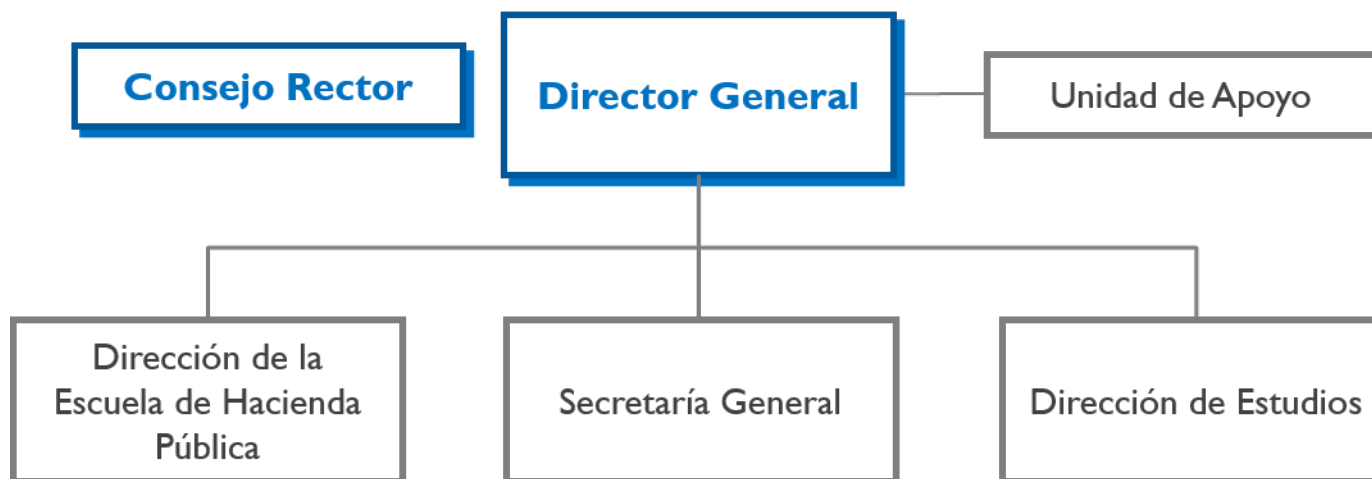 Consejo Rector
Director General
Unidad de Apoyo
Dirección de la
Escuela de Hacienda
Pública
Secretaría General
Dirección de Estudios